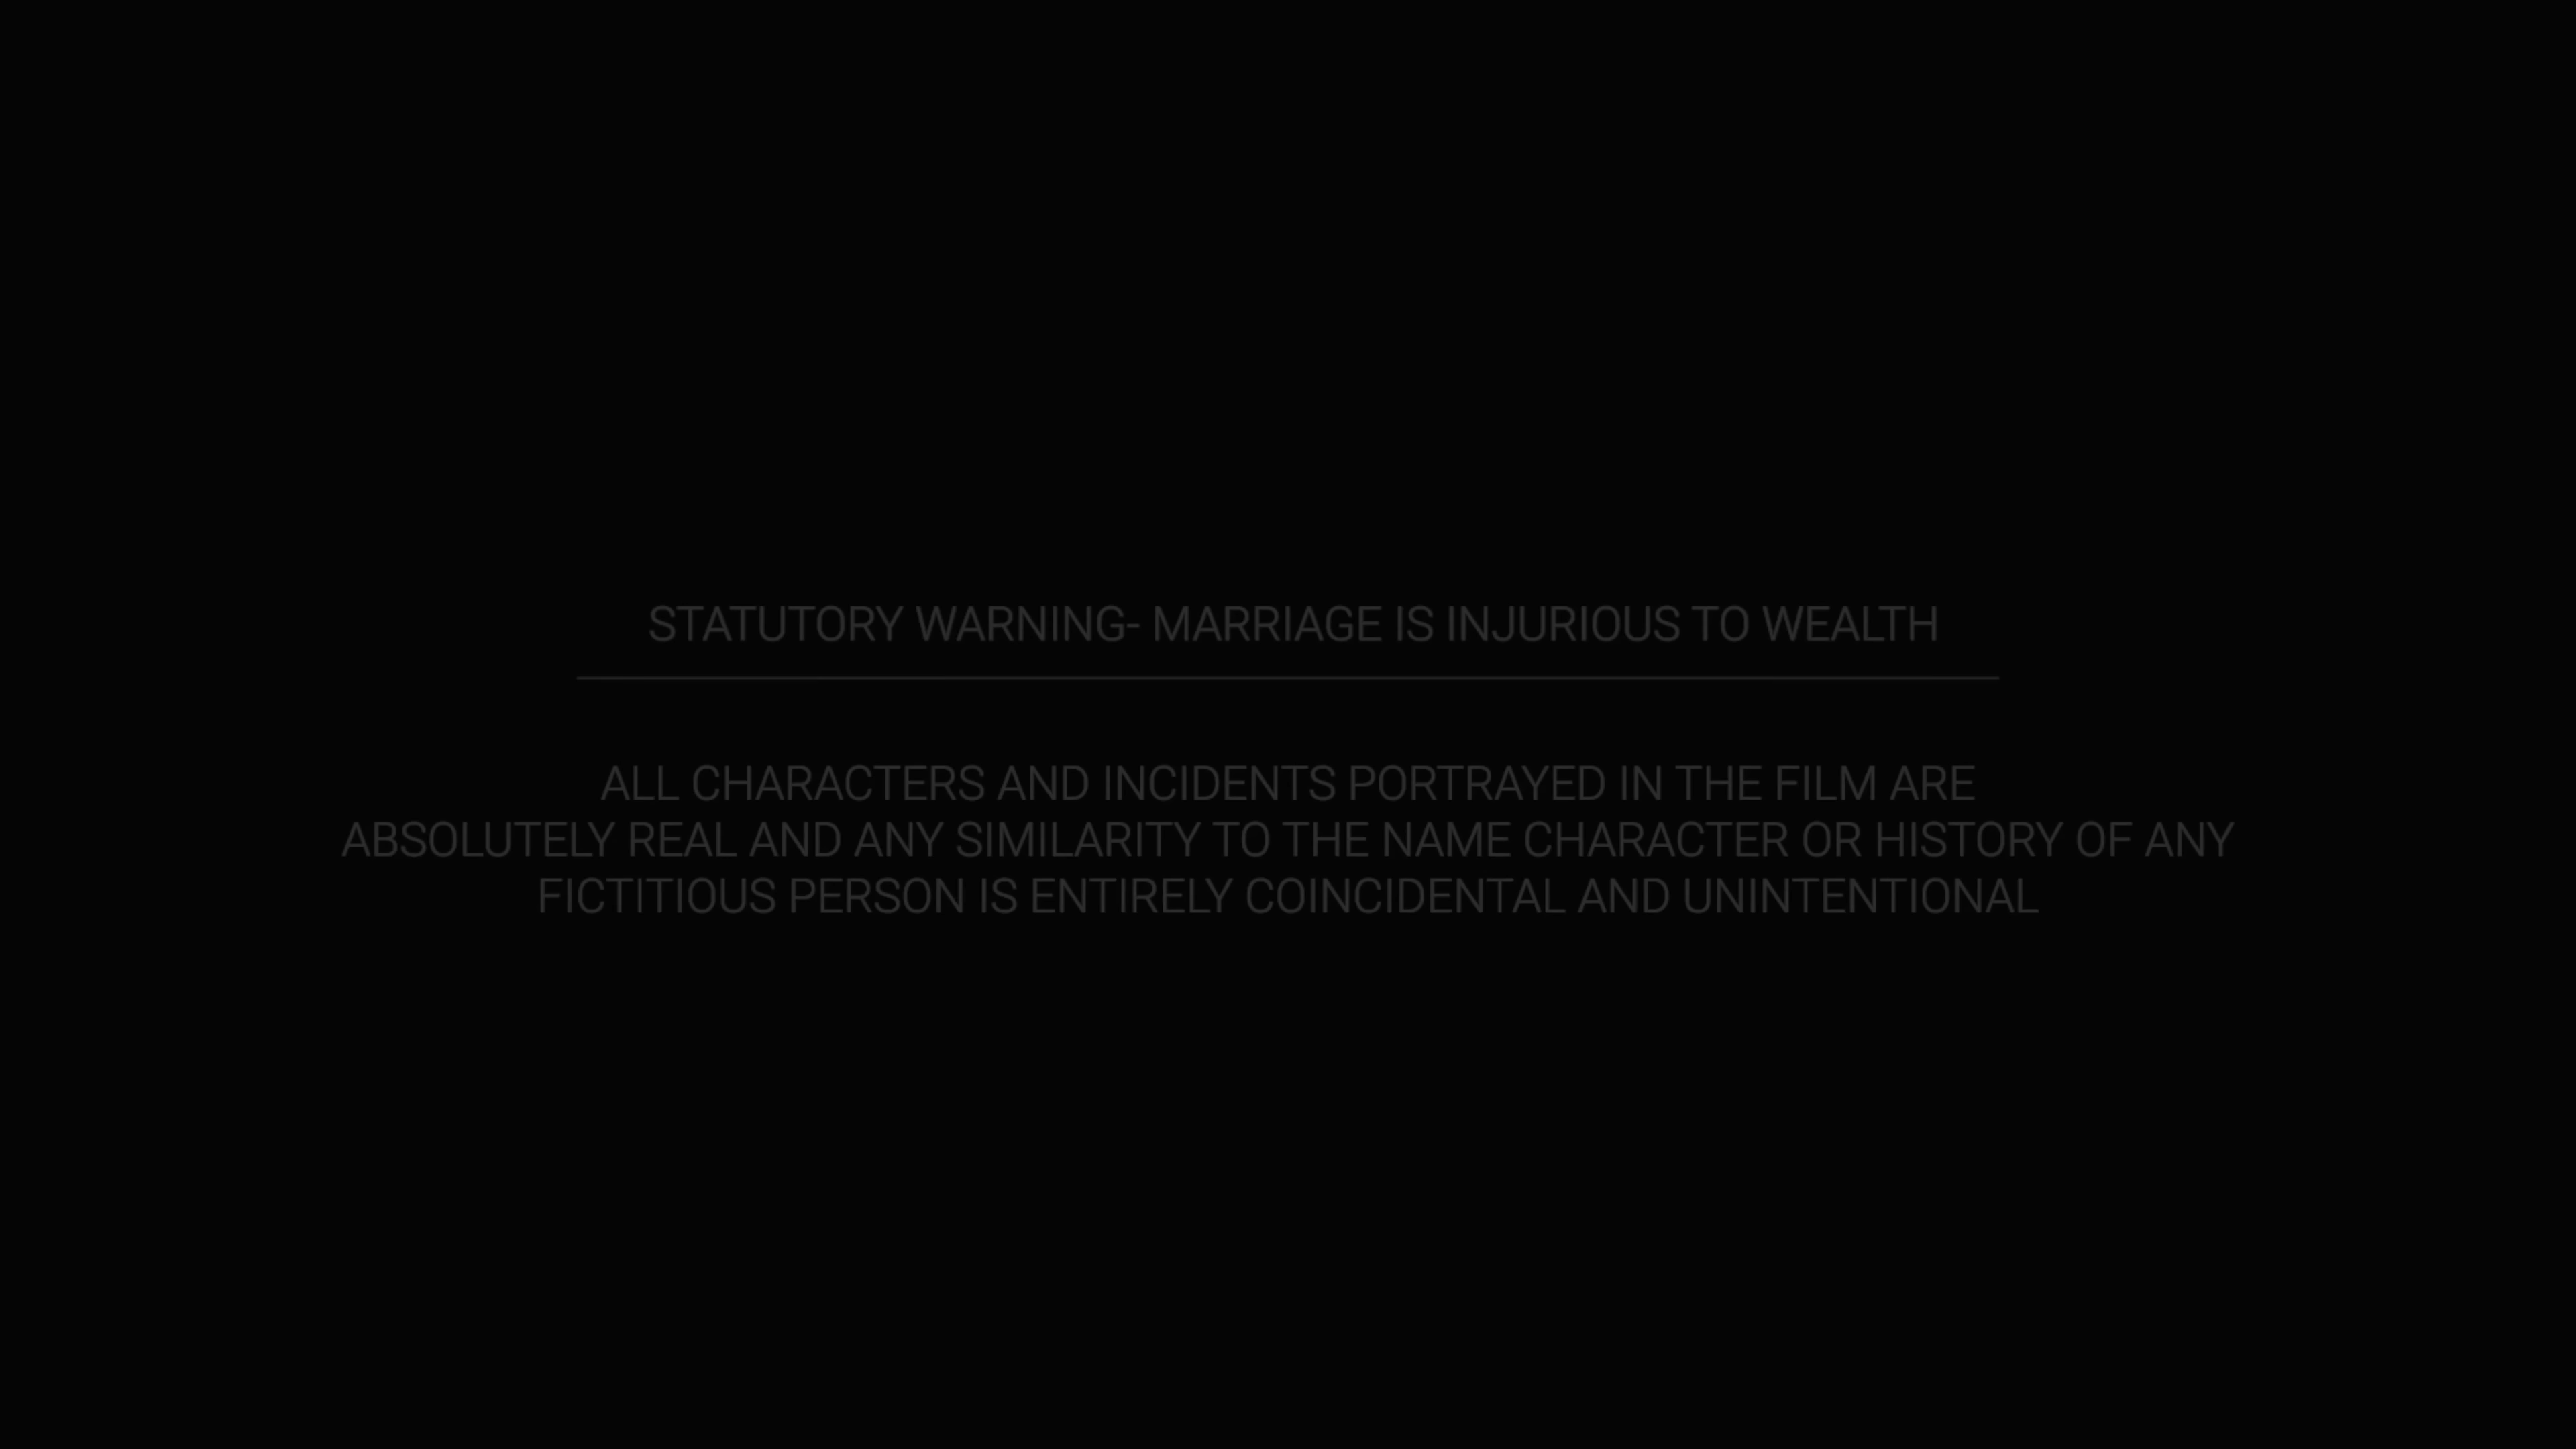 STATUTORY WARNING- MARRIAGE IS INJURIOUS TO WEALTH
ALL CHARACTERS AND INCIDENTS PORTRAYED IN THE FILM ARE
ABSOLUTELY REAL AND ANY SIMILARITY TO THE NAME CHARACTER OR HISTORY OF ANY
FICTITIOUS PERSON IS ENTIRELY COINCIDENTAL AND UNINTENTIONAL